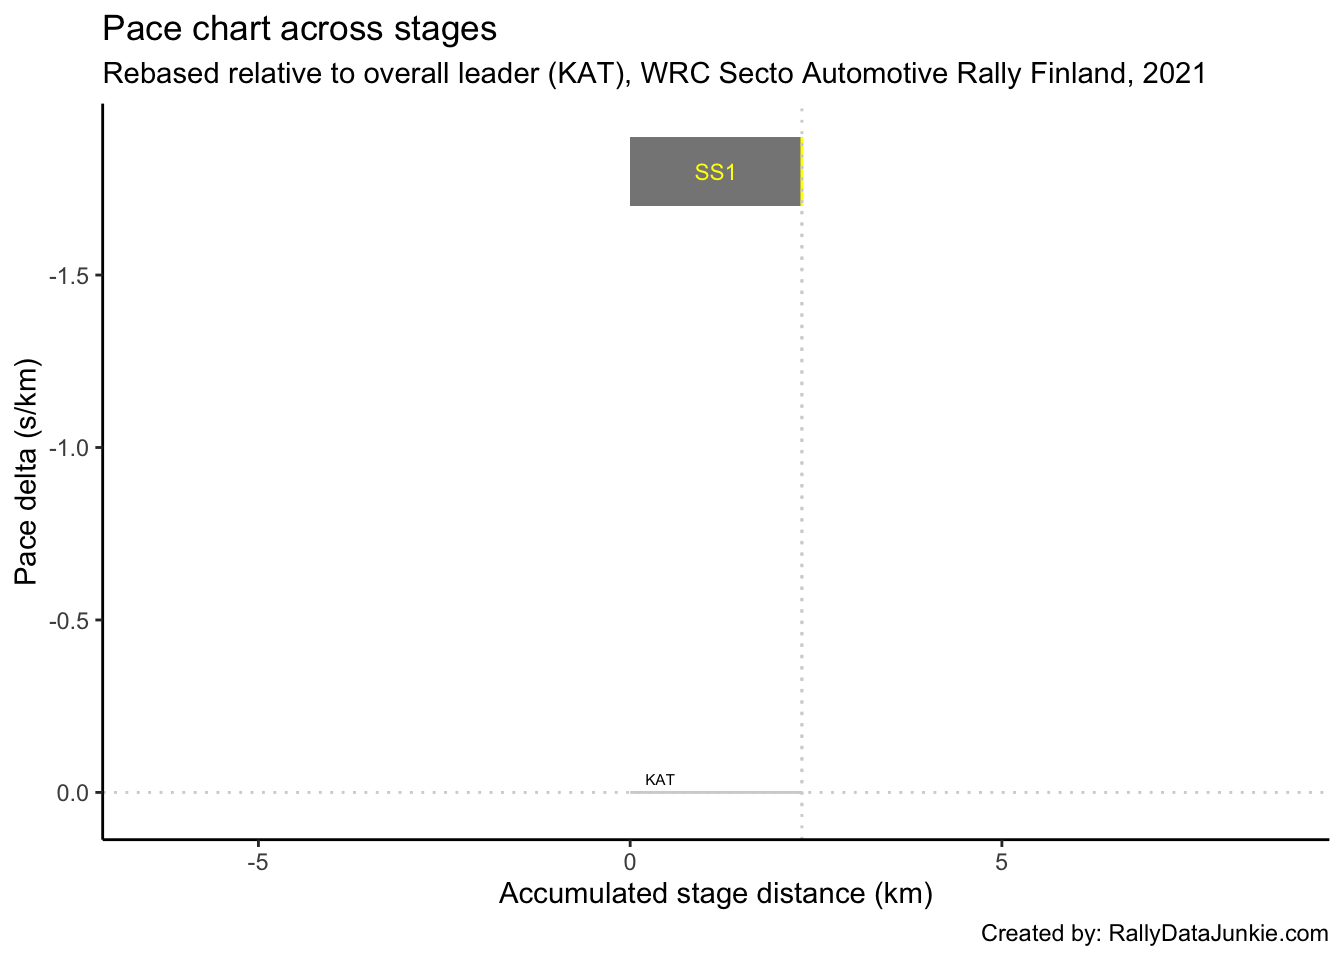 Pace chart across stages
Rebased relative to overall leader (KAT), WRC Secto Automotive Rally Finland, 2021
SS1
-1.5
-1.0
-0.5
0.0
Pace delta (s/km)
KAT
-5
0
5
Accumulated stage distance (km)
Created by: RallyDataJunkie.com